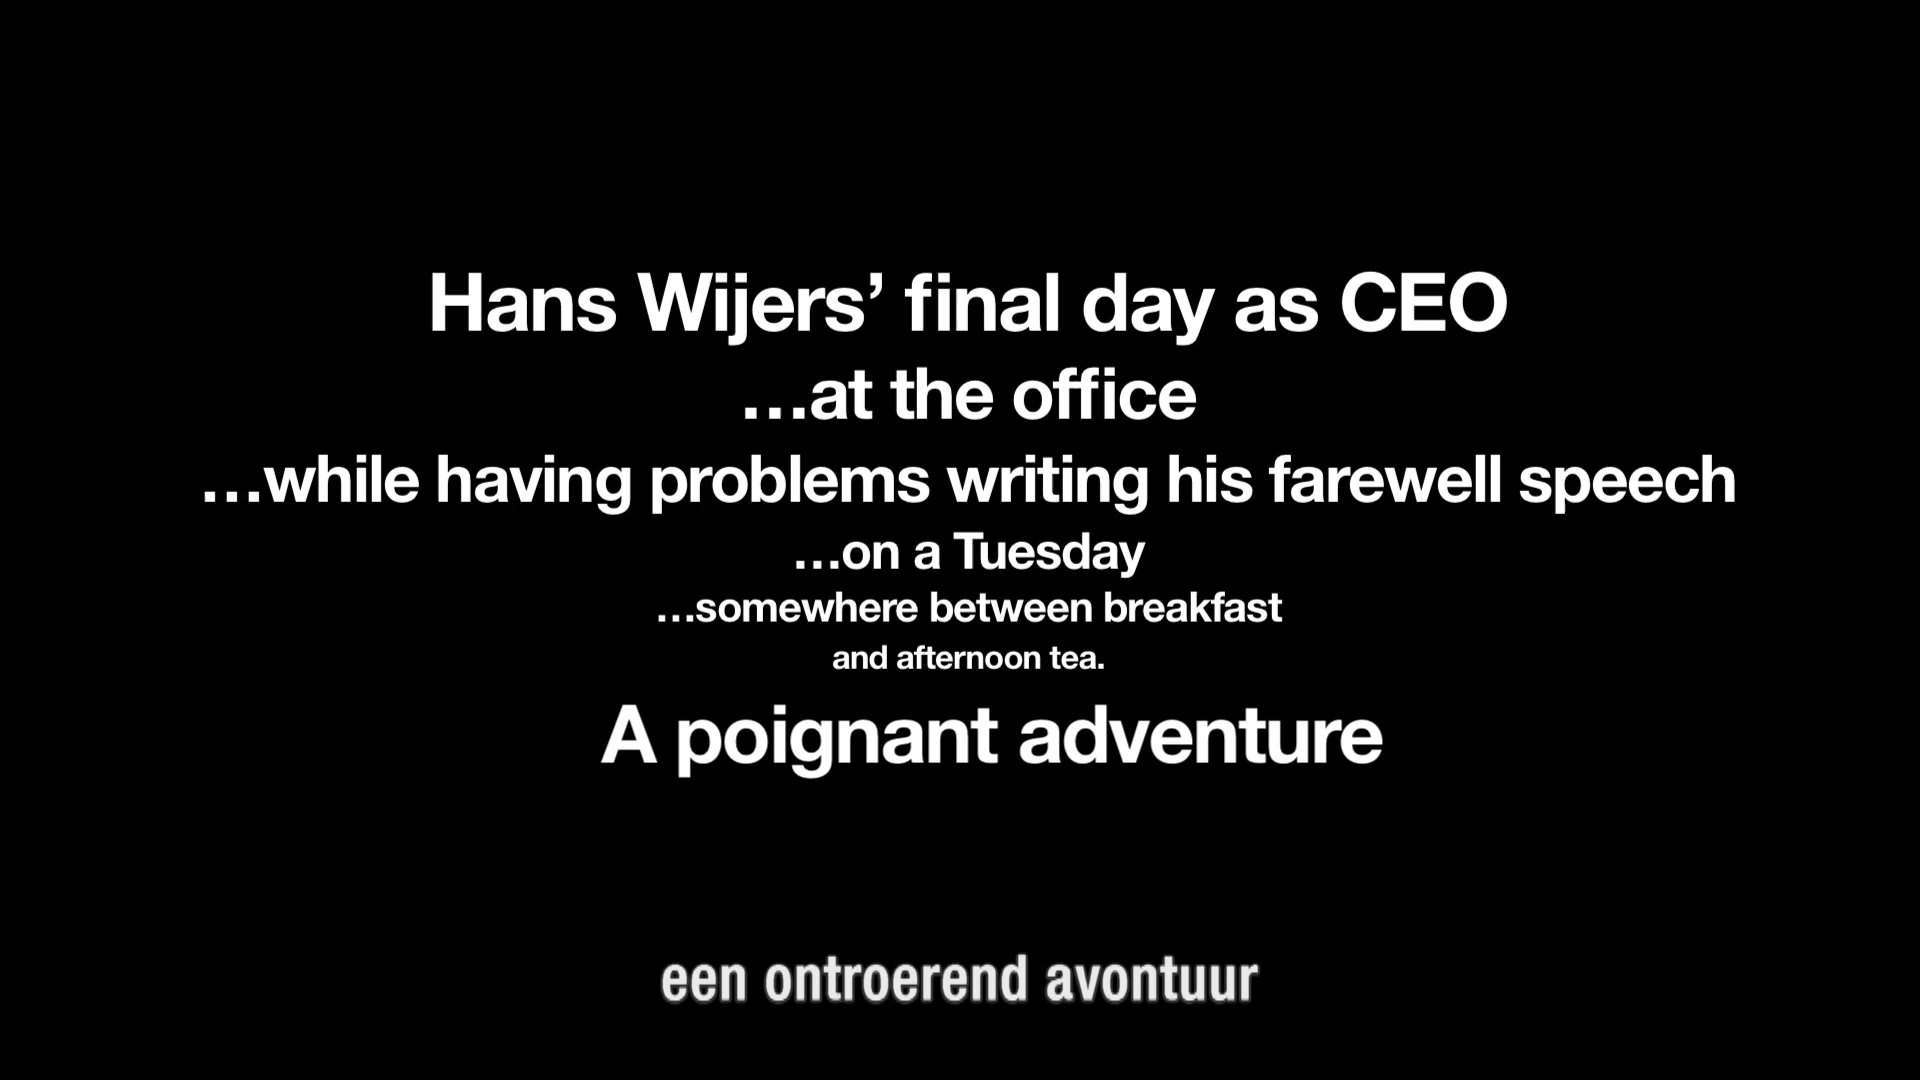 Hans Wijers’ final day as CEO
…at the office
…while having problems writing his farewell speech
…on a Tuesday
…somewhere between breakfast
and afternoon tea.
A poignant adventure
een ontroerend avontuur